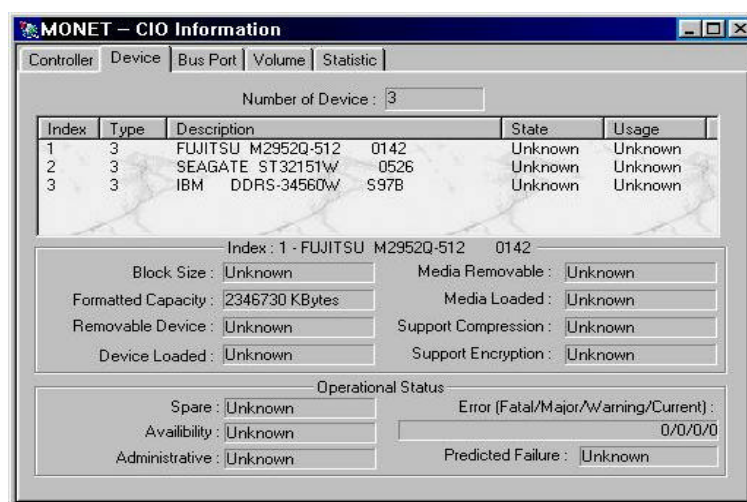 MONET – CIO Information
Controller Device Bus Port Volume Statistic
Number of Device : 3
Index Type Description State Usage
1 3 FUJITSU M2952Q-512 0142 Unknown Unknown
2 3 SEAGATE ST32151W 0526 Unknown Unknown
3 3 IBM DDRS-34560W S97B Unknown Unknown
Index : 1 - FUJITSU M2952Q-512 0142
Block Size : Unknown Media Removable : Unknown
Formatted Capacity : 2346730 KBytes Media Loaded : Unknown
Removable Device : Unknown Support Compression : Unknown
Device Loaded : Unknown Support Encryption : Unknown
Operational Status
Spare : Unknown Error (Fatal/Major/Warning/Current) :
Availibility : Unknown 0/0/0/0
Administrative : Unknown Predicted Failure : Unknown